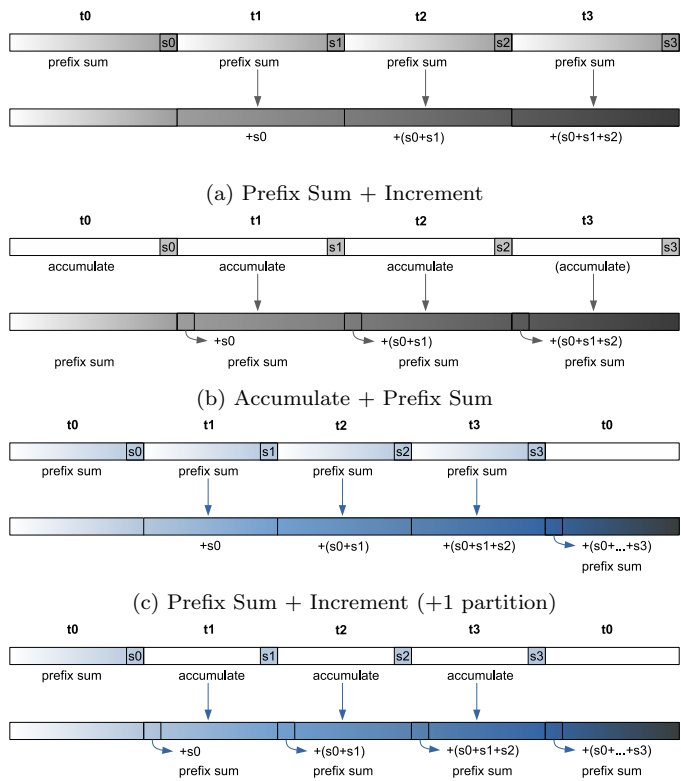 t0 t1 t2 t3
s0 s1 s2 s3
prefix sum prefix sum prefix sum prefix sum
+s0 +(s0+s1) +(s0+s1+s2)
(a) Prefix Sum + Increment
t0 t1 t2 t3
s0 s1 s2 s3
accumulate accumulate accumulate (accumulate)
+s0 +(s0+s1) +(s0+s1+s2)
prefix sum prefix sum prefix sum prefix sum
(b) Accumulate + Prefix Sum
t0 t1 t2 t3 t0
s0 s1 s2 s3
prefix sum prefix sum prefix sum prefix sum
+s0 +(s0+s1) +(s0+s1+s2) +(s0+...+s3)
prefix sum
(c) Prefix Sum + Increment (+1 partition)
t0 t1 t2 t3 t0
s0 s1 s2 s3
prefix sum accumulate accumulate accumulate
+s0 +(s0+s1) +(s0+s1+s2) +(s0+...+s3)
prefix sum prefix sum prefix sum prefix sum